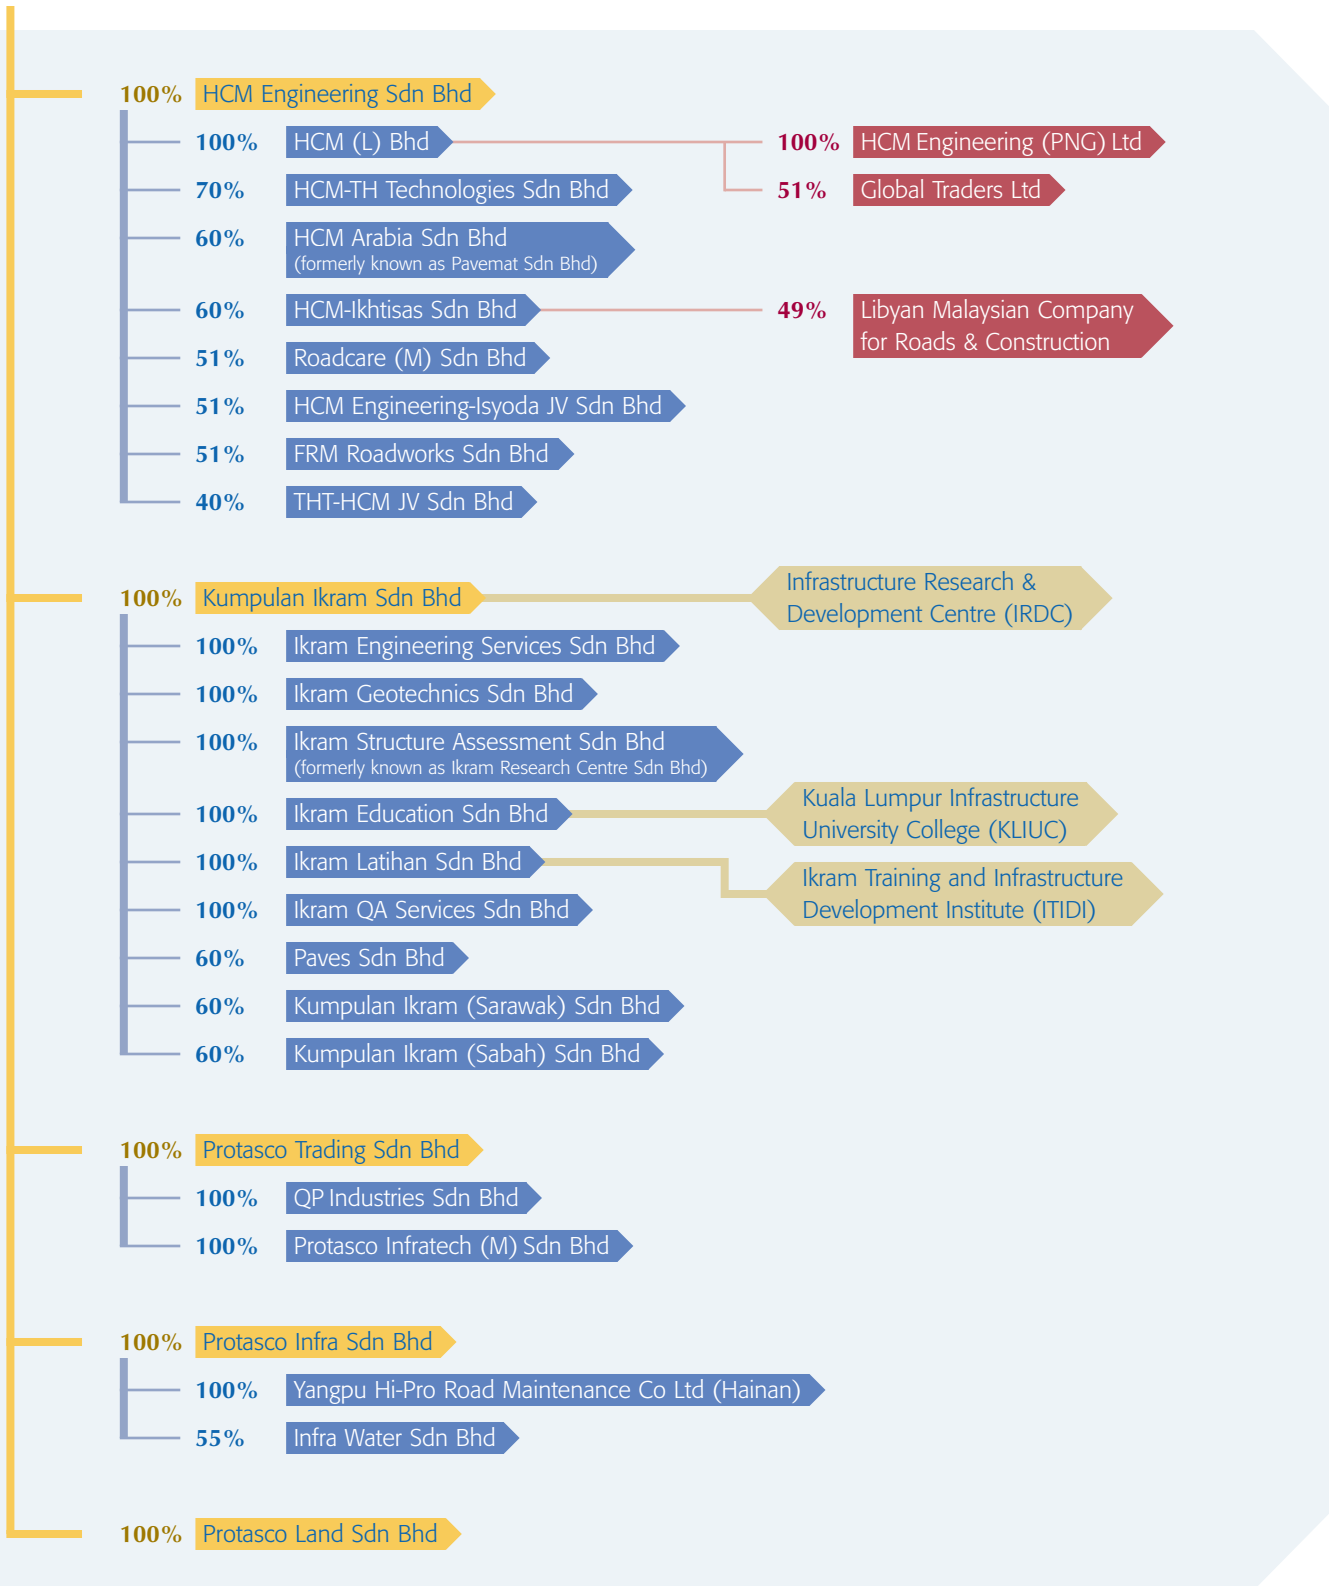 100% HCM Engineering Sdn Bhd
100% HCM (L) Bhd 100% HCM Engineering (PNG) Ltd
70% HCM-TH Technologies Sdn Bhd 51% Global Traders Ltd
60% HCM Arabia Sdn Bhd
(formerly known as Pavemat Sdn Bhd)
60% HCM-Ikhtisas Sdn Bhd 49% Libyan Malaysian Company
for Roads & Construction
51% Roadcare (M) Sdn Bhd
51% HCM Engineering-Isyoda JV Sdn Bhd
51% FRM Roadworks Sdn Bhd
40% THT-HCM JV Sdn Bhd
100% Kumpulan Ikram Sdn Bhd
Infrastructure Research &
Development Centre (IRDC)
100% Ikram Engineering Services Sdn Bhd
100% Ikram Geotechnics Sdn Bhd
100% Ikram Structure Assessment Sdn Bhd
(formerly known as Ikram Research Centre Sdn Bhd)
100% Ikram Education Sdn Bhd
Kuala Lumpur Infrastructure
University College (KLIUC)
100% Ikram Latihan Sdn Bhd
Ikram Training and Infrastructure
Development Institute (ITIDI)
100% Ikram QA Services Sdn Bhd
60% Paves Sdn Bhd
60% Kumpulan Ikram (Sarawak) Sdn Bhd
60% Kumpulan Ikram (Sabah) Sdn Bhd
100% Protasco Trading Sdn Bhd
100% QP Industries Sdn Bhd
100% Protasco Infratech (M) Sdn Bhd
100% Protasco Infra Sdn Bhd
100% Yangpu Hi-Pro Road Maintenance Co Ltd (Hainan)
55% Infra Water Sdn Bhd
100% Protasco Land Sdn Bhd